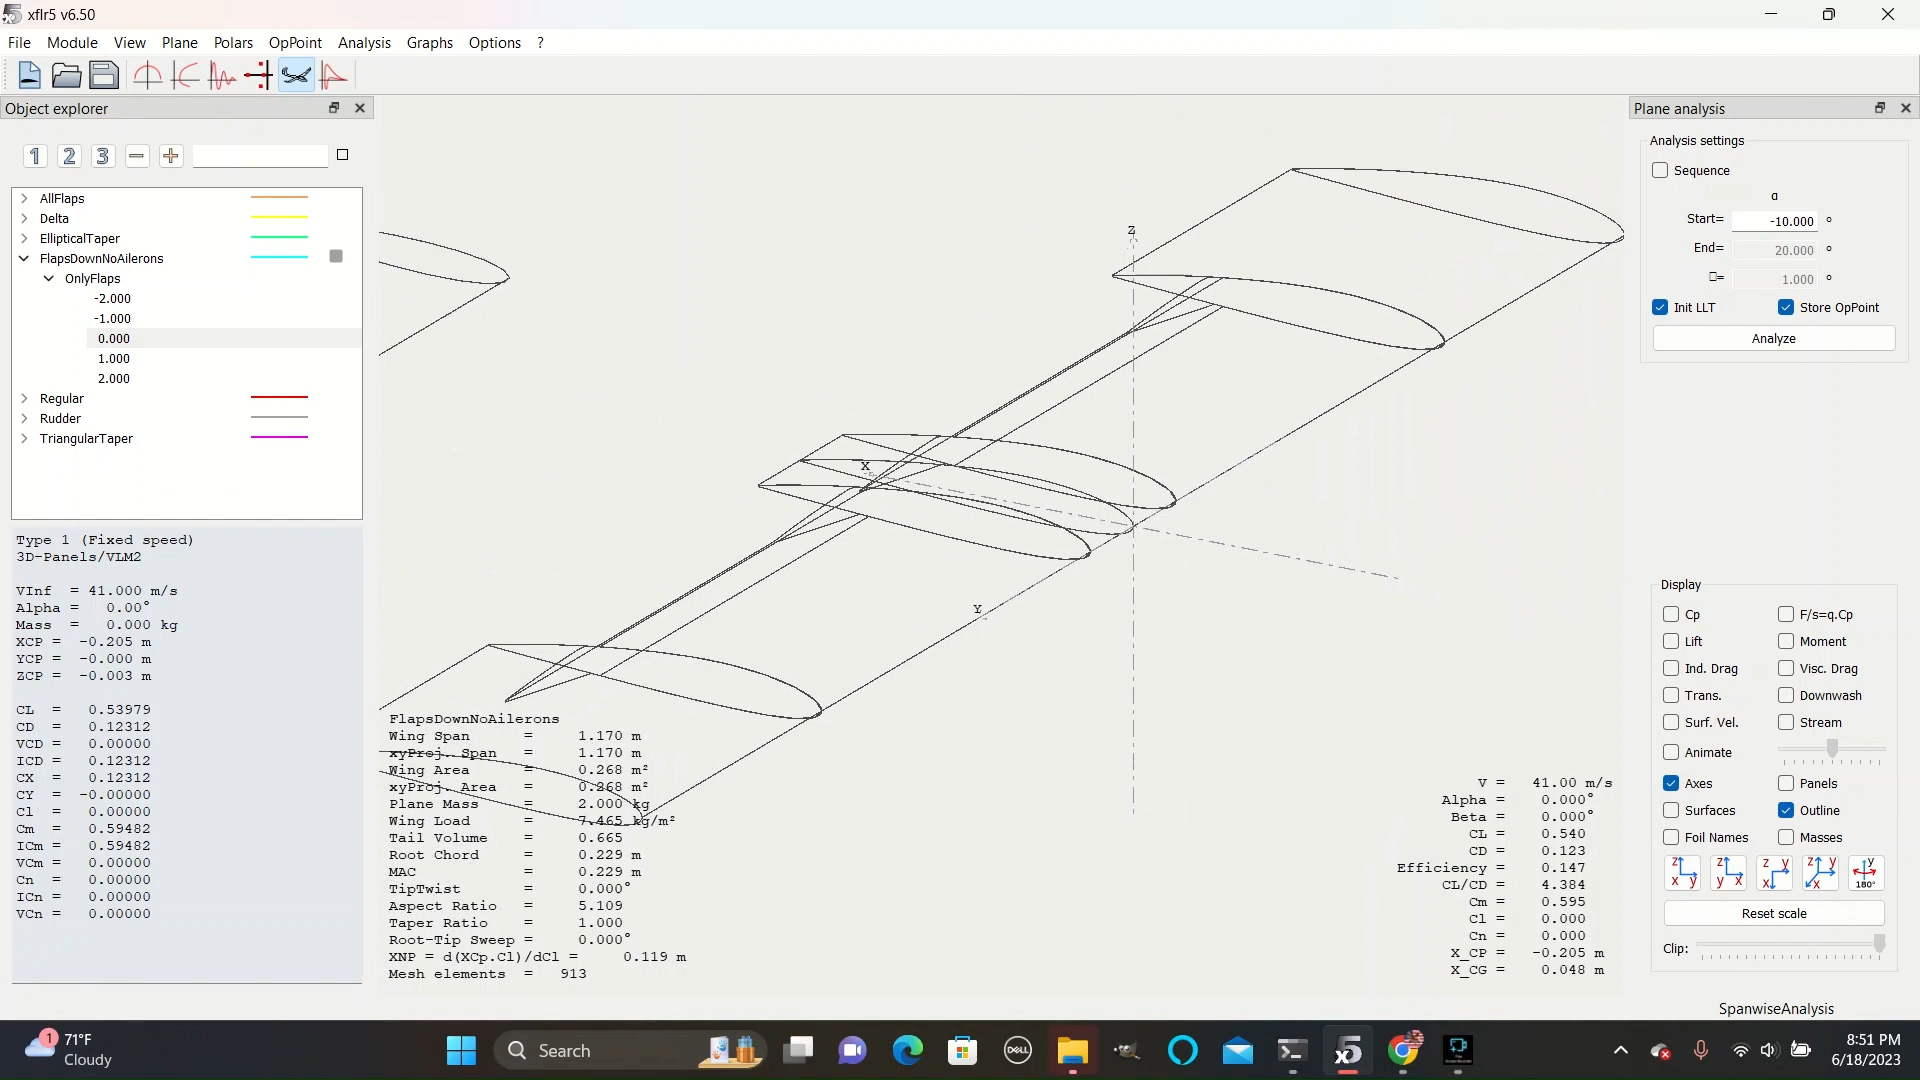 xflr5 v6.50
File Module View Plane Polars OpPoint Analysis Graphs Options ?
Object explorer
1 2 3
AllFlaps
Delta
EllipticalTaper
FlapsDownNoAilerons
OnlyFlaps
-2.000
-1.000
0.000
1.000
2.000
Regular
Rudder
TriangularTaper
Type 1 (Fixed speed)
3D-Panels/VLM2
VInf = 41.000 m/s
Alpha = 0.00°
Mass = 0.000 kg
XCP = -0.205 m
YCP = -0.000 m
ZCP = -0.003 m
CL = 0.53979
CD = 0.12312
VCD = 0.00000
ICD = 0.12312
CX = 0.12312
CY = -0.00000
Cl = 0.00000
Cm = 0.59482
ICm = 0.59482
VCm = 0.00000
Cn = 0.00000
ICn = 0.00000
VCn = 0.00000
Z
X
Y
FlapsDownNoAilerons
Wing Span = 1.170 m
xyProj. Span = 1.170 m
Wing Area = 0.268 m²
xyProj. Area = 0.268 m²
Plane Mass = 2.000 kg
Wing Load = 7.465 kg/m²
Tail Volume = 0.665
Root Chord = 0.229 m
MAC = 0.229 m
TipTwist = 0.000°
Aspect Ratio = 5.109
Taper Ratio = 1.000
Root-Tip Sweep = 0.000°
XNP = d(XCp.Cl)/dCl = 0.119 m
Mesh elements = 913
V = 41.00 m/s
Alpha = 0.000°
Beta = 0.000°
CL = 0.540
CD = 0.123
Efficiency = 0.147
CL/CD = 4.384
Cm = 0.595
Cl = 0.000
Cn = 0.000
X_CP = -0.205 m
X_CG = 0.048 m
Plane analysis
Analysis settings
Sequence
α
Start= -10.000 °
End= 20.000 °
□= 1.000 °
Init LLT Store OpPoint
Analyze
Display
Cp F/s=q.Cp
Lift Moment
Ind. Drag Visc. Drag
Trans. Downwash
Surf. Vel. Stream
Animate
Axes Panels
Surfaces Outline
Foil Names Masses
z x y z y x z y x z y x y 180°
Reset scale
Clip:
SpanwiseAnalysis
1 71°F
Cloudy
Search
DELL
x5
8:51 PM
6/18/2023